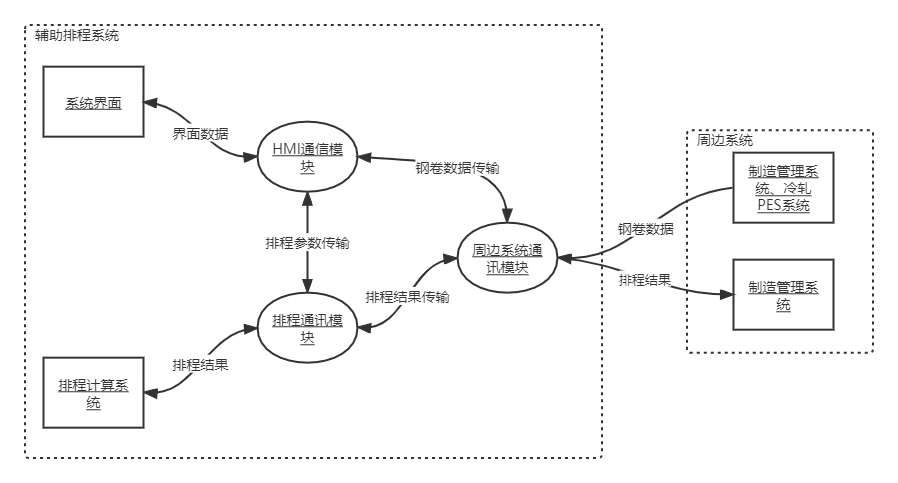 辅助排程系统
系统界面
界面数据
HMI通信模
块
钢卷数据传输
排程参数传输
周边系统通
讯模块
排程结果传输
排程通讯模
块
排程结果
排程计算系
统
周边系统
制造管理系
统、冷轧
PES系统
钢卷数据
排程结果
制造管理系
统